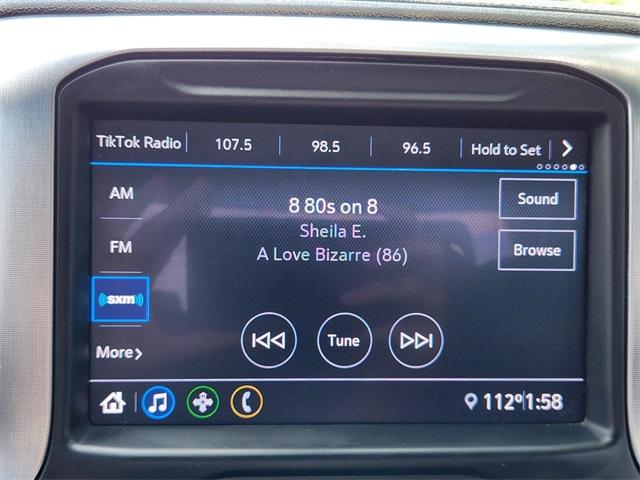 TikTok Radio 107.5 98.5 96.5 Hold to Set
AM
8 80s on 8
Sound
Sheila E.
FM
A Love Bizarre (86)
Browse
sxm
Tune
More
112° 1:58